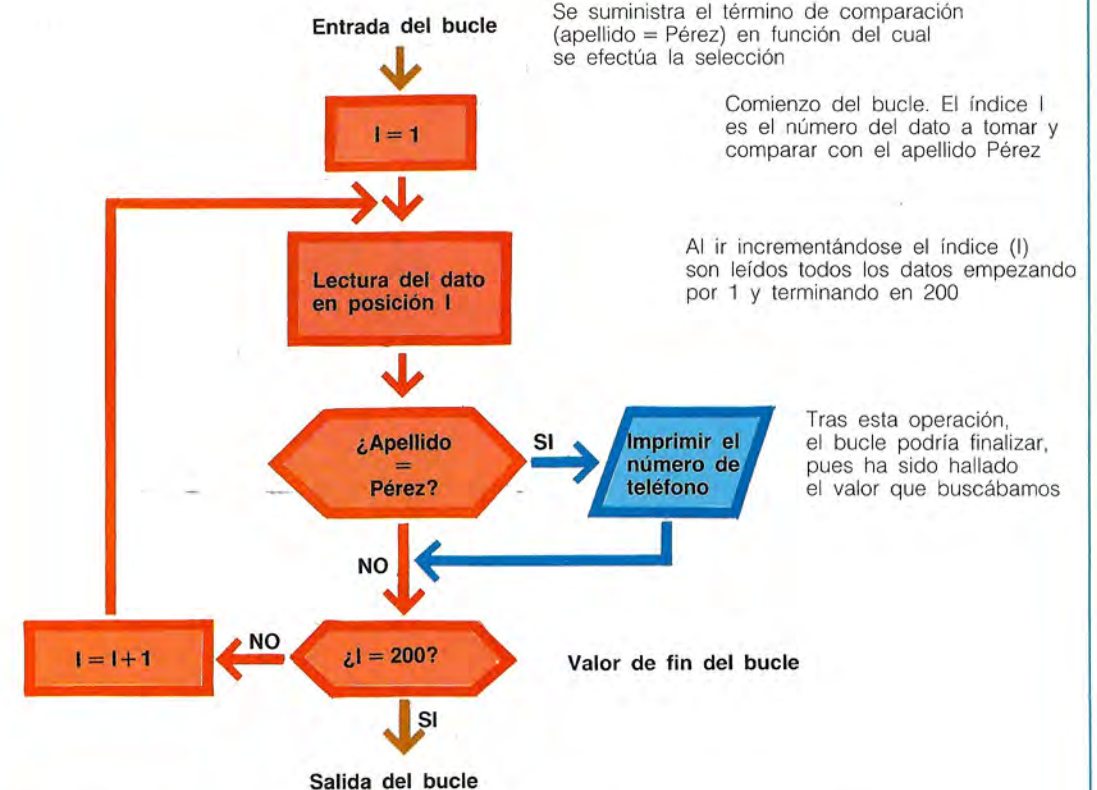 Entrada del bucle
Se suministra el término de comparación
(apellido = Pérez) en función del cual
se efectúa la selección
I = 1
Comienzo del bucle. El índice I
es el número del dato a tomar y
comparar con el apellido Pérez
Lectura del dato
en posición I
Al ir incrementándose el índice (I)
son leídos todos los datos empezando
por 1 y terminando en 200
¿Apellido
=
Pérez?
SI
Imprimir el
número de
teléfono
Tras esta operación,
el bucle podría finalizar,
pues ha sido hallado
el valor que buscábamos
NO
I = I + 1
NO
¿I = 200?
Valor de fin del bucle
SI
Salida del bucle